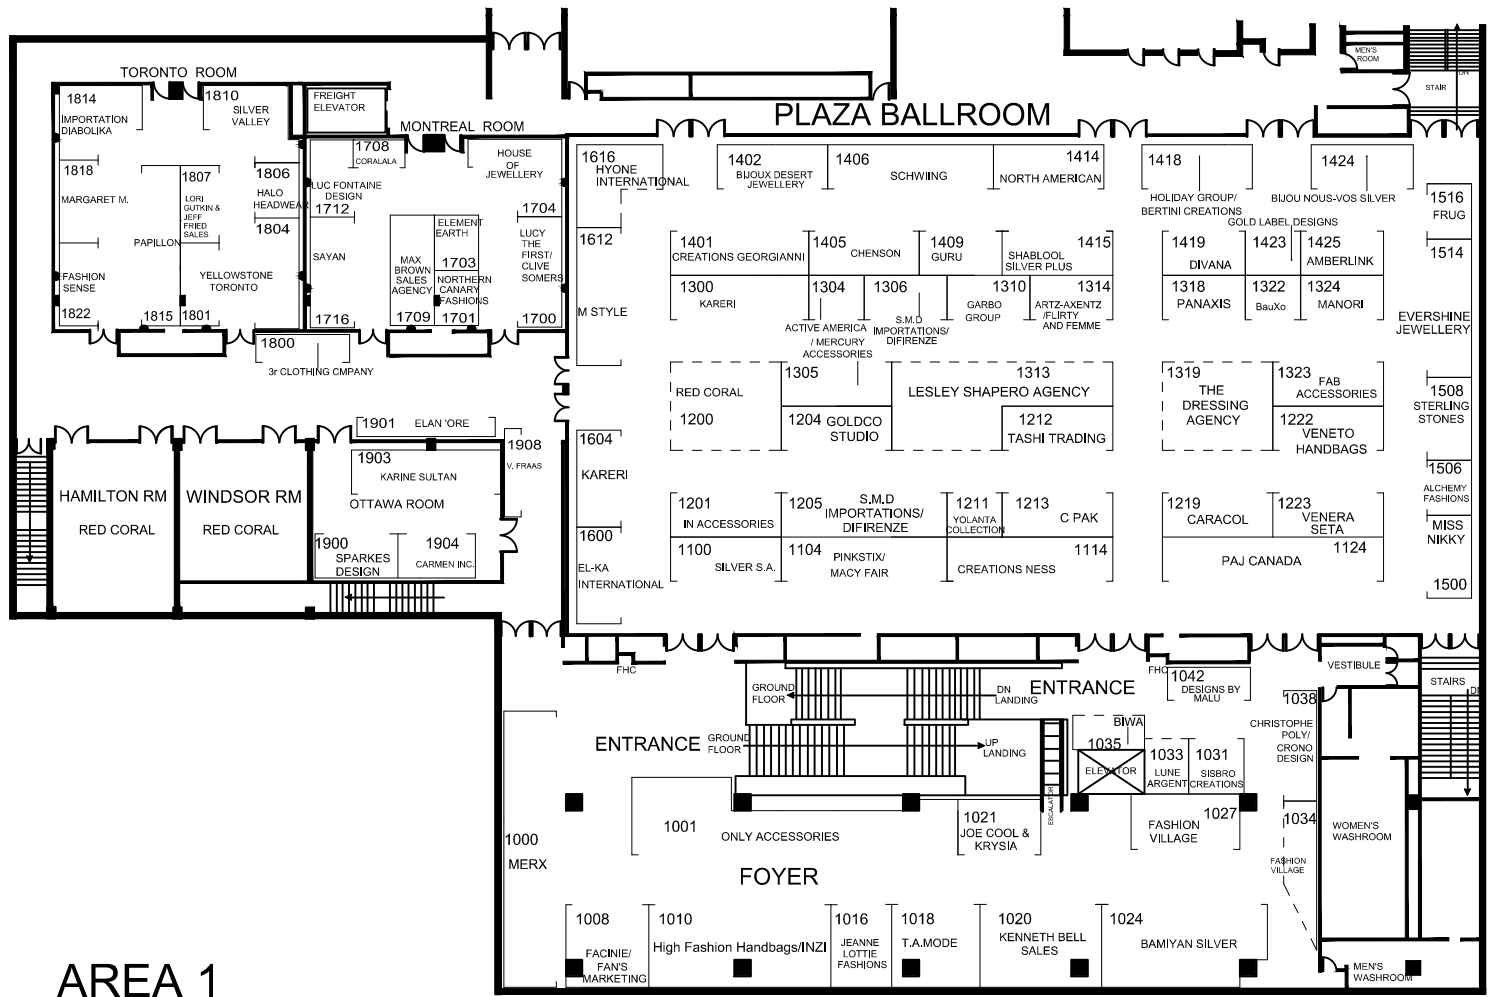 MEN'S
ROOM
DN
STAIR
TORONTO ROOM
1814
IMPORTATION
DIABOLIKA
1810
SILVER
VALLEY
FREIGHT
ELEVATOR
MONTREAL ROOM
PLAZA BALLROOM
1818
MARGARET M.
1807
LORI
GUTKIN &
JEFF
FRIED
SALES
1806
HALO
HEADWEAR
1804
PAPILLON
FASHION
SENSE
1822
YELLOWSTONE
TORONTO
1815
1801
1708
CORALALA
HOUSE
OF
JEWELLERY
LUC FONTAINE
DESIGN
1712
SAYAN
1716
MAX
BROWN
SALES
AGENCY
1709
ELEMENT
EARTH
1703
NORTHERN
CANARY
FASHIONS
1701
1704
LUCY
THE
FIRST/
CLIVE
SOMERS
1700
1800
3r CLOTHING CMPANY
1616
HYONE
INTERNATIONAL
1402
BIJOUX DESERT
JEWELLERY
1406
SCHWIING
1414
NORTH AMERICAN
1418
HOLIDAY GROUP/
BERTINI CREATIONS
1424
BIJOU NOUS-VOS SILVER
1516
FRUG
1612
M STYLE
1401
CREATIONS GEORGIANNI
1405
CHENSON
1409
GURU
1415
SHABLOOL
SILVER PLUS
GOLD LABEL DESIGNS
1419
DIVANA
1423
1425
AMBERLINK
1514
EVERSHINE
JEWELLERY
1300
KARERI
1304
ACTIVE AMERICA
/ MERCURY
ACCESSORIES
1306
S.M.D
IMPORTATIONS/
DIFIRENZE
1310
GARBO
GROUP
1314
ARTZ-AXENTZ
/FLIRTY
AND FEMME
1318
PANAXIS
1322
BauXo
1324
MANORI
RED CORAL
1200
1305
1204
GOLDCO
STUDIO
1313
LESLEY SHAPERO AGENCY
1212
TASHI TRADING
1319
THE
DRESSING
AGENCY
1323
FAB
ACCESSORIES
1222
VENETO
HANDBAGS
1508
STERLING
STONES
1901
ELAN 'ORE
1908
V. FRAAS
1604
KARERI
1903
KARINE SULTAN
OTTAWA ROOM
HAMILTON RM
RED CORAL
WINDSOR RM
RED CORAL
1506
ALCHEMY
FASHIONS
1201
IN ACCESSORIES
1205
S.M.D
IMPORTATIONS/
DIFIRENZE
1211
YOLANTA
COLLECTION
1213
C PAK
1219
CARACOL
1223
VENERA
SETA
MISS
NIKKY
1500
1900
SPARKES
DESIGN
1904
CARMEN INC.
1600
EL-KA
INTERNATIONAL
1100
SILVER S.A.
1104
PINKSTIX/
MACY FAIR
1114
CREATIONS NESS
1124
PAJ CANADA
FHC
FHC
VESTIBULE
STAIRS
DN
GROUND
FLOOR
DN
LANDING
ENTRANCE
1042
DESIGNS BY
MALU
1038
CHRISTOPHE
POLY/
CRONO
DESIGN
ENTRANCE
GROUND
FLOOR
UP
LANDING
BIWA
1035
ELEVATOR
ESCALATOR
1033
LUNE
ARGENT
1031
SISBRO
CREATIONS
1000
MERX
1001
ONLY ACCESSORIES
1021
JOE COOL &
KRYSIA
1027
FASHION
VILLAGE
1034
FASHION
VILLAGE
WOMEN'S
WASHROOM
FOYER
1008
FACINIE/
FAN'S
MARKETING
1010
High Fashion Handbags/INZI
1016
JEANNE
LOTTIE
FASHIONS
1018
T.A.MODE
1020
KENNETH BELL
SALES
1024
BAMIYAN SILVER
MEN'S
WASHROOM
AREA 1